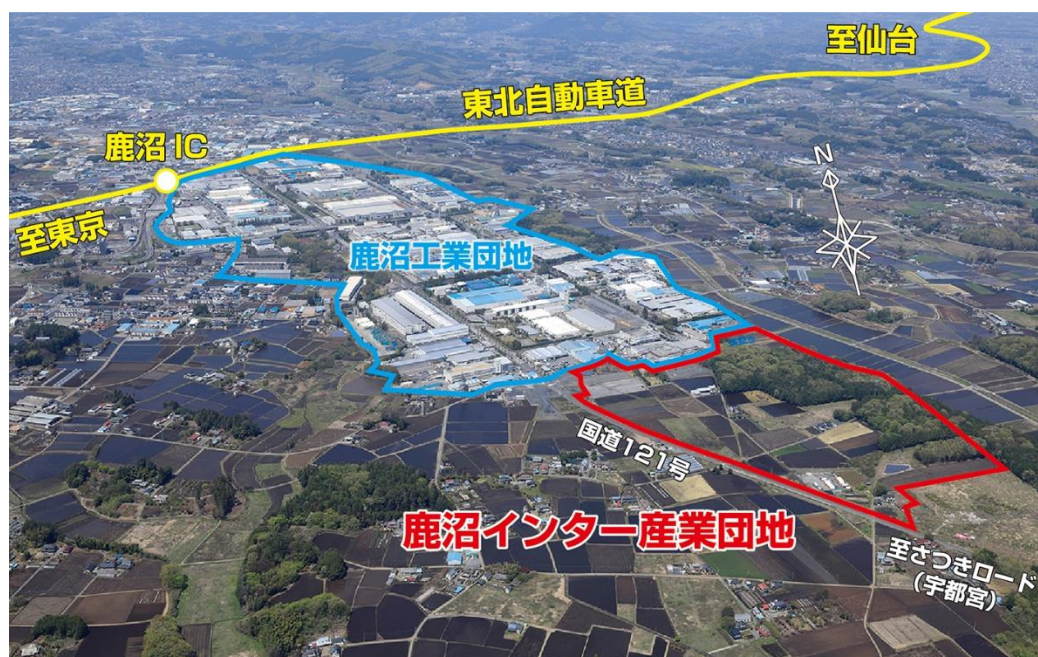 至仙台
東北自動車道
鹿沼IC
至東京
N
鹿沼工業団地
国道121号
鹿沼インター産業団地
至さつきロード
(宇都宮)